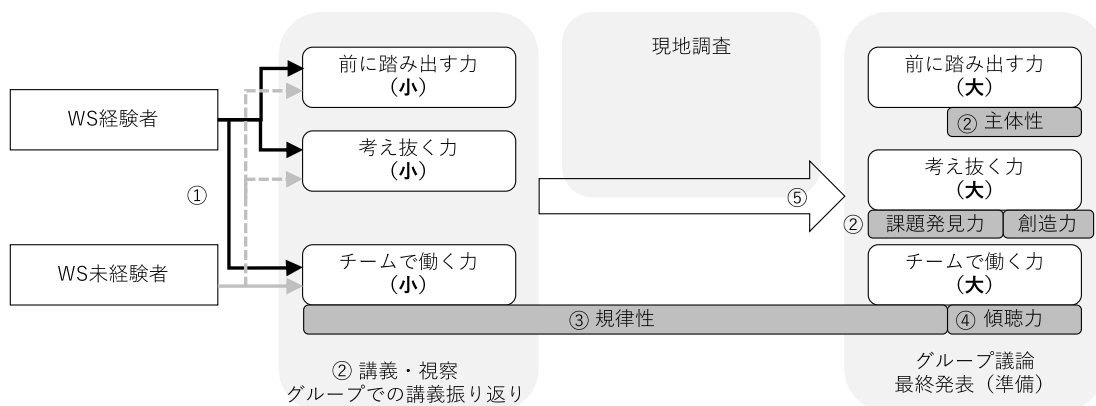 WS経験者
WS未経験者
①
前に踏み出す力
（小）
考え抜く力
（小）
チームで働く力
（小）
③ 規律性
② 講義・視察
グループでの講義振り返り
現地調査
⑤
前に踏み出す力
（大）
② 主体性
考え抜く力
（大）
②
課題発見力
創造力
チームで働く力
（大）
④ 傾聴力
グループ議論
最終発表（準備）